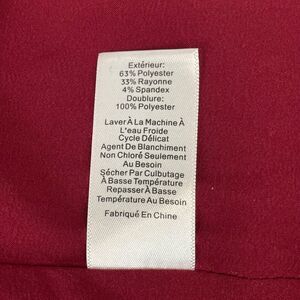 Extérieur:
63% Polyester
33% Rayonne
4% Spandex
Doublure:
100% Polyester
Laver À La Machine À
L'eau Froide
Cycle Délicat
Agent De Blanchiment
Non Chloré Seulement
Au Besoin
Sécher Par Culbutage
À Basse Température
Repasser À Basse
Température Au Besoin
Fabriqué En Chine